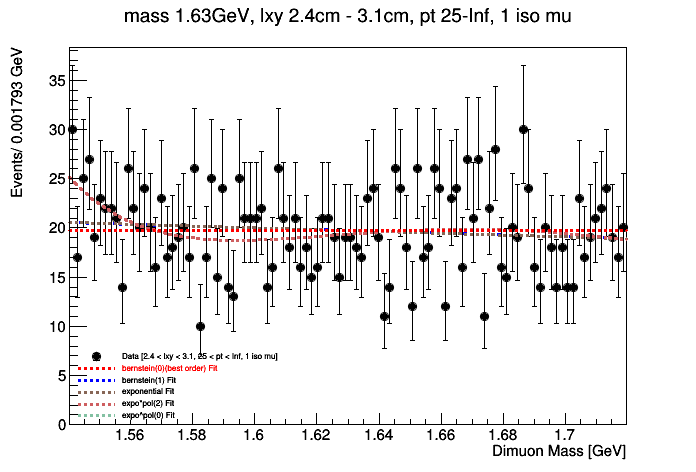 mass 1.63GeV, lxy 2.4cm - 3.1cm, pt 25-Inf, 1 iso mu
Events/ 0.001793 GeV
35
30
25
20
15
10
5
0
Data [2.4 < lxy < 3.1, 25 < pt < Inf, 1 iso mu]
bernstein(0)(best order) Fit
bernstein(1) Fit
exponential Fit
expo*pol(2) Fit
expo*pol(0) Fit
1.56 1.58 1.6 1.62 1.64 1.66 1.68 1.7
Dimuon Mass [GeV]